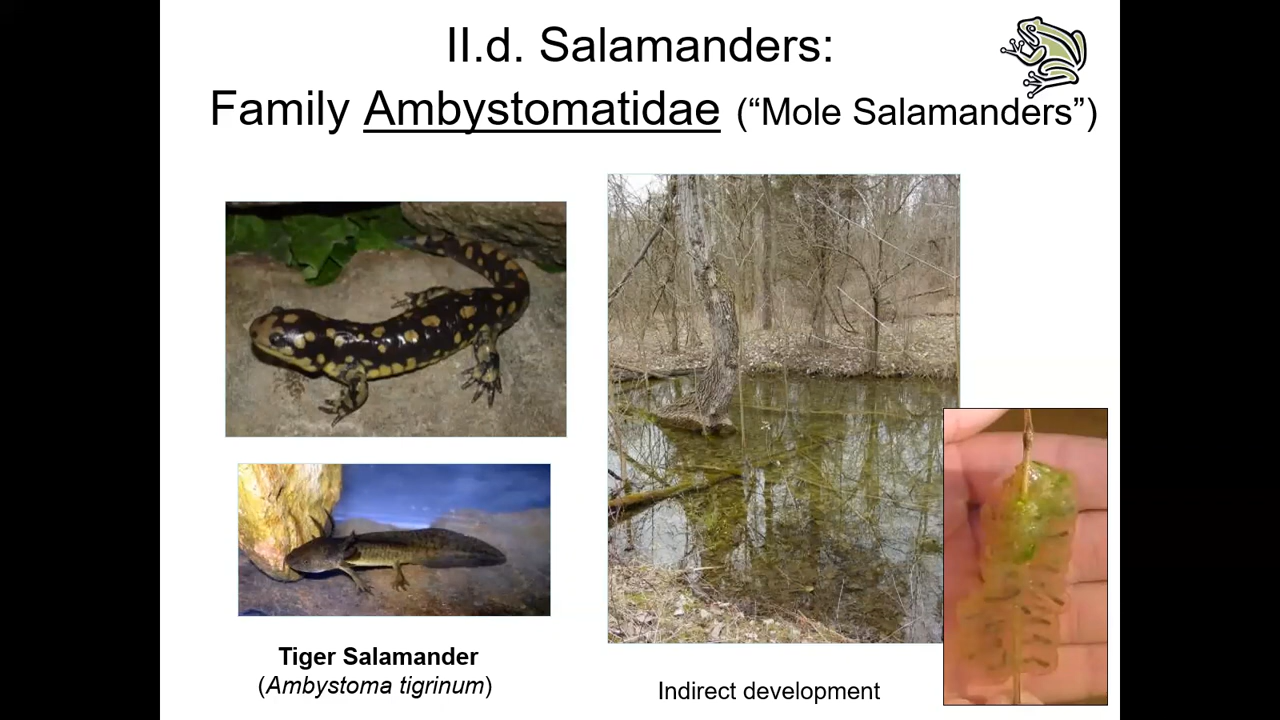 II.d. Salamanders:
Family Ambystomatidae (“Mole Salamanders”)
Tiger Salamander
(Ambystoma tigrinum)
Indirect development